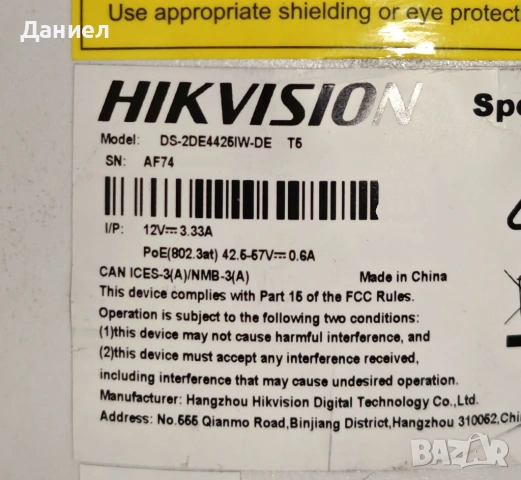 Use appropriate shielding or eye protect
Даниел
HIKVISION
Spe
Model: DS-2DE4425IW-DE T5
SN: AF74
I/P: 12V⎓3.33A
PoE(802.3at) 42.5-57V⎓0.6A
CAN ICES-3(A)/NMB-3(A) Made in China
This device complies with Part 15 of the FCC Rules.
Operation is subject to the following two conditions:
(1)this device may not cause harmful interference, and
(2)this device must accept any interference received,
including interference that may cause undesired operation.
Manufacturer: Hangzhou Hikvision Digital Technology Co.,Ltd.
Address: No.555 Qianmo Road,Binjiang District,Hangzhou 310052,Chi
BAZAR